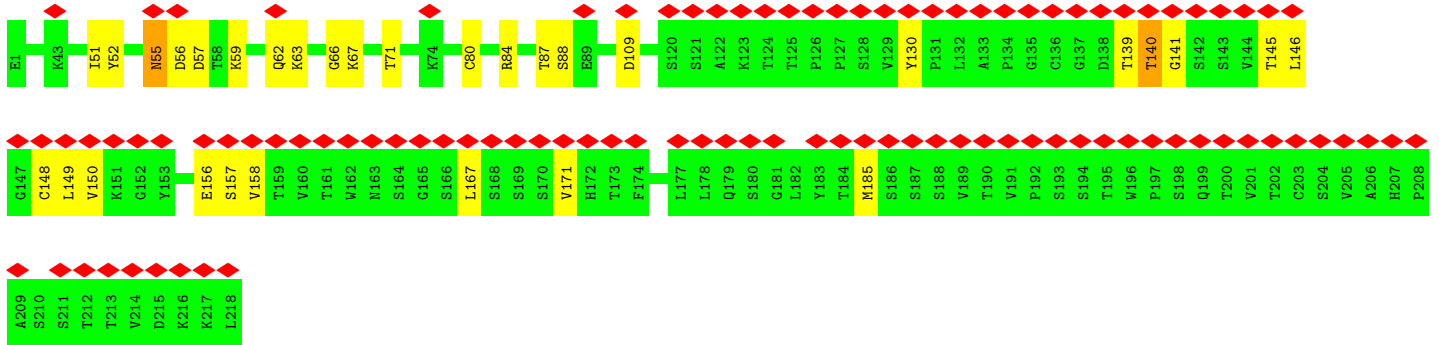 E1 K43 I51 Y52 N55 D56 D57 T58 K59 Q62 K63 G66 K67 T71 K74 C80 R84 T87 S88 E89 D109 S120 S121 A122 K123 T124 T125 P126 P127 S128 V129 Y130 P131 L132 A133 P134 G135 C136 G137 D138 T139 T140 G141 S142 S143 V144 T145 L146
G147 C148 L149 V150 K151 G152 Y153 E156 S157 V158 T159 V160 T161 W162 N163 S164 G165 S166 L167 S168 S169 S170 V171 H172 T173 F174 L177 L178 Q179 S180 G181 L182 Y183 T184 M185 S186 S187 S188 V189 T190 V191 P192 S193 S194 T195 W196 P197 S198 Q199 T200 V201 T202 C203 S204 V205 A206 H207 P208
A209 S210 S211 T212 T213 V214 D215 K216 K217 L218